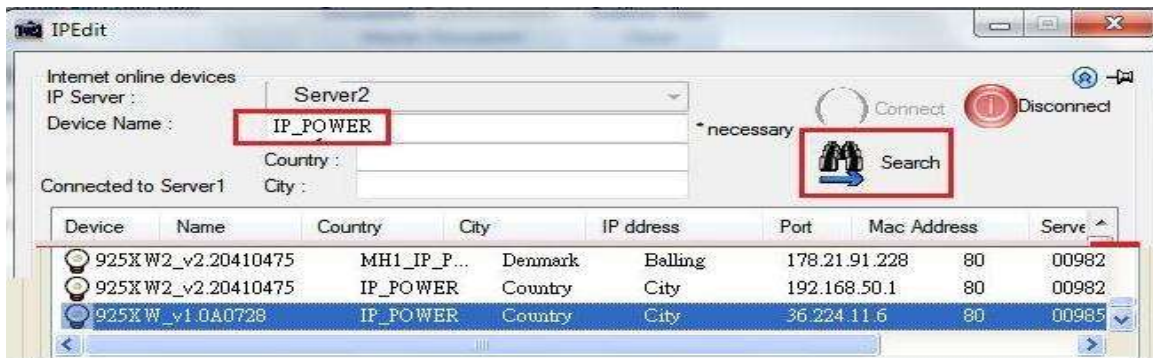 IPEdit
Internet online devices
IP Server : Server2
Connect Disconnect
Device Name : IP_POWER * necessary
Search
Country :
Connected to Server1 City :
Device Name Country City IP ddress Port Mac Address Serve
925XW2_v2.20410475 MH1_IP_P... Denmark Balling 178.21.91.228 80 00982
925XW2_v2.20410475 IP_POWER Country City 192.168.50.1 80 00982
925XW_v1.0A0728 IP_POWER Country City 36.224.11.6 80 00985